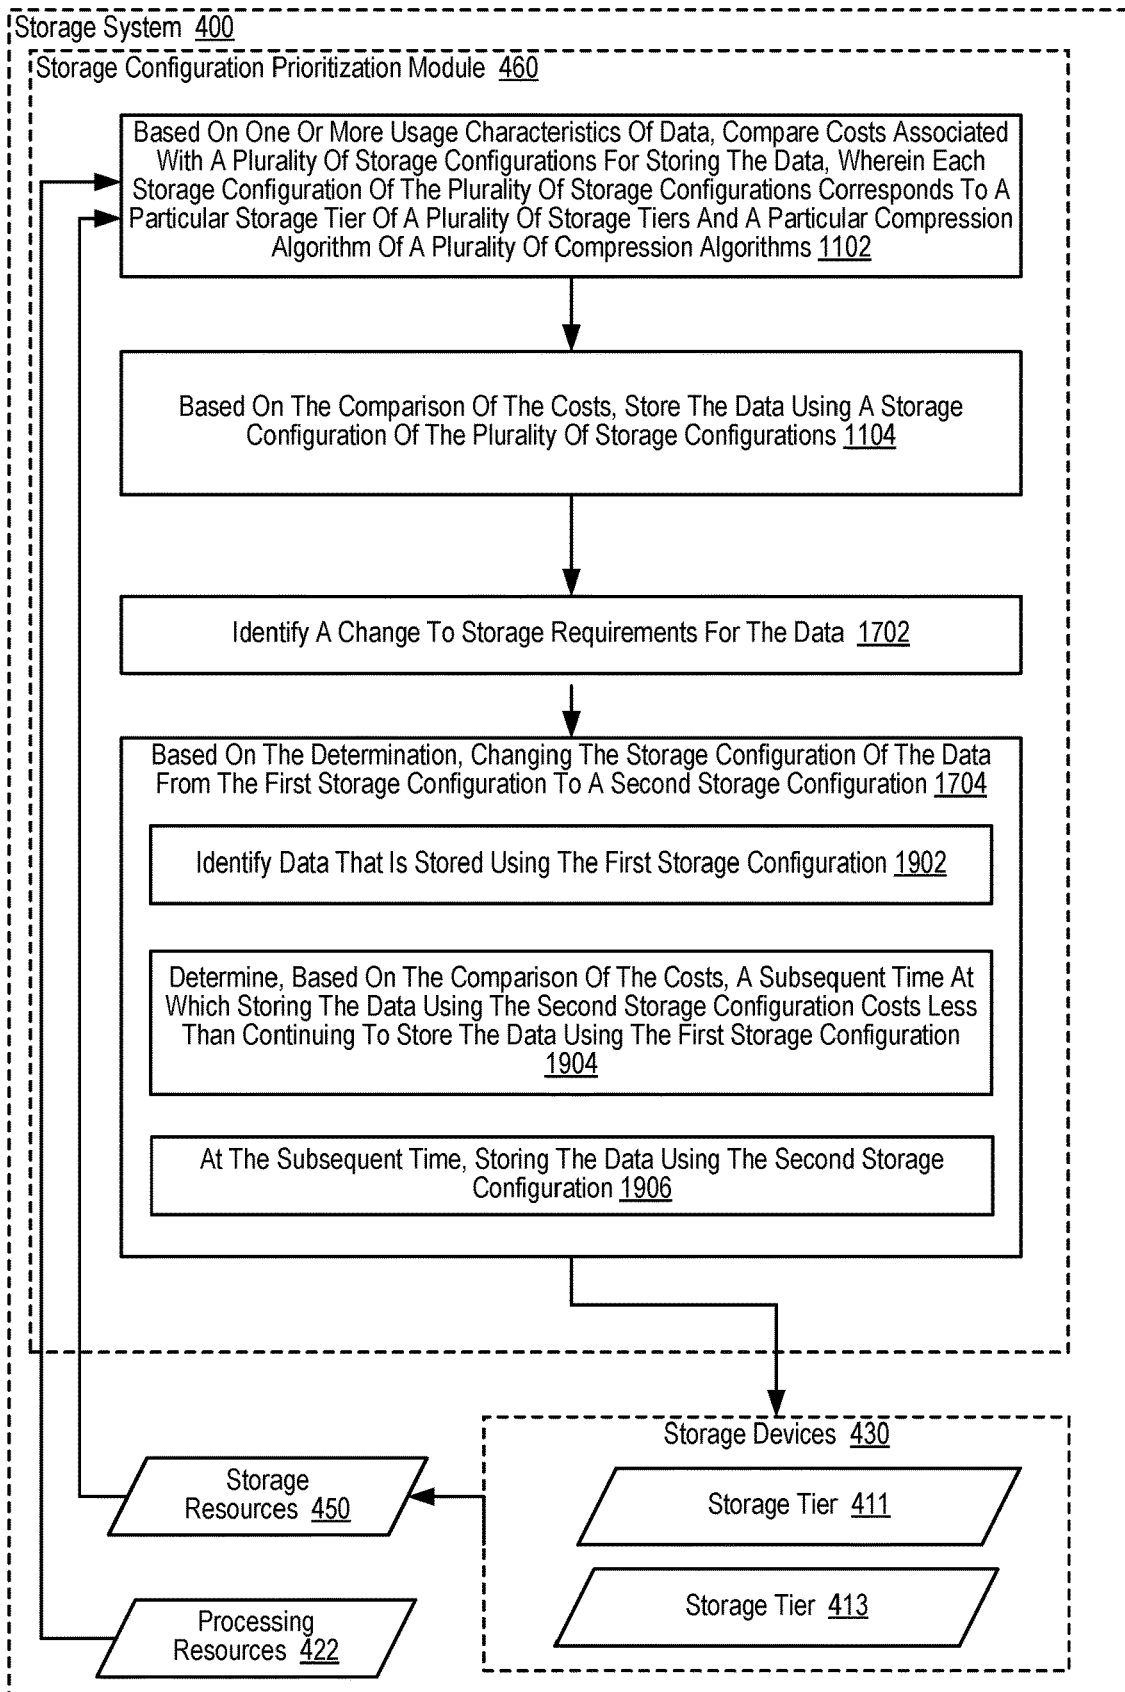 Storage System 400
Storage Configuration Prioritization Module 460
Based On One Or More Usage Characteristics Of Data, Compare Costs Associated
With A Plurality Of Storage Configurations For Storing The Data, Wherein Each
Storage Configuration Of The Plurality Of Storage Configurations Corresponds To A
Particular Storage Tier Of A Plurality Of Storage Tiers And A Particular Compression
Algorithm Of A Plurality Of Compression Algorithms 1102
Based On The Comparison Of The Costs, Store The Data Using A Storage
Configuration Of The Plurality Of Storage Configurations 1104
Identify A Change To Storage Requirements For The Data 1702
Based On The Determination, Changing The Storage Configuration Of The Data
From The First Storage Configuration To A Second Storage Configuration 1704
Identify Data That Is Stored Using The First Storage Configuration 1902
Determine, Based On The Comparison Of The Costs, A Subsequent Time At
Which Storing The Data Using The Second Storage Configuration Costs Less
Than Continuing To Store The Data Using The First Storage Configuration
1904
At The Subsequent Time, Storing The Data Using The Second Storage
Configuration 1906
Storage Devices 430
Storage
Resources 450
Storage Tier 411
Storage Tier 413
Processing
Resources 422